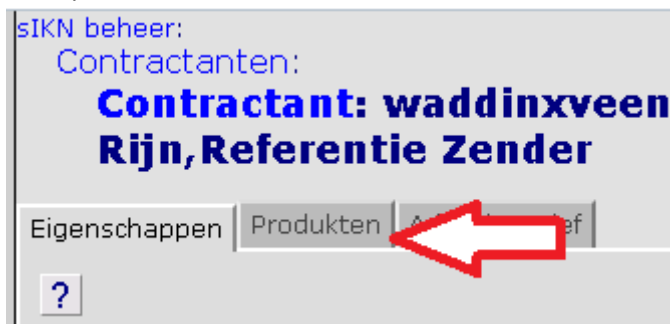 sIKN beheer:
Contractanten:
Contractant: waddinxveen
Rijn,Referentie Zender
Eigenschappen Produkten
?